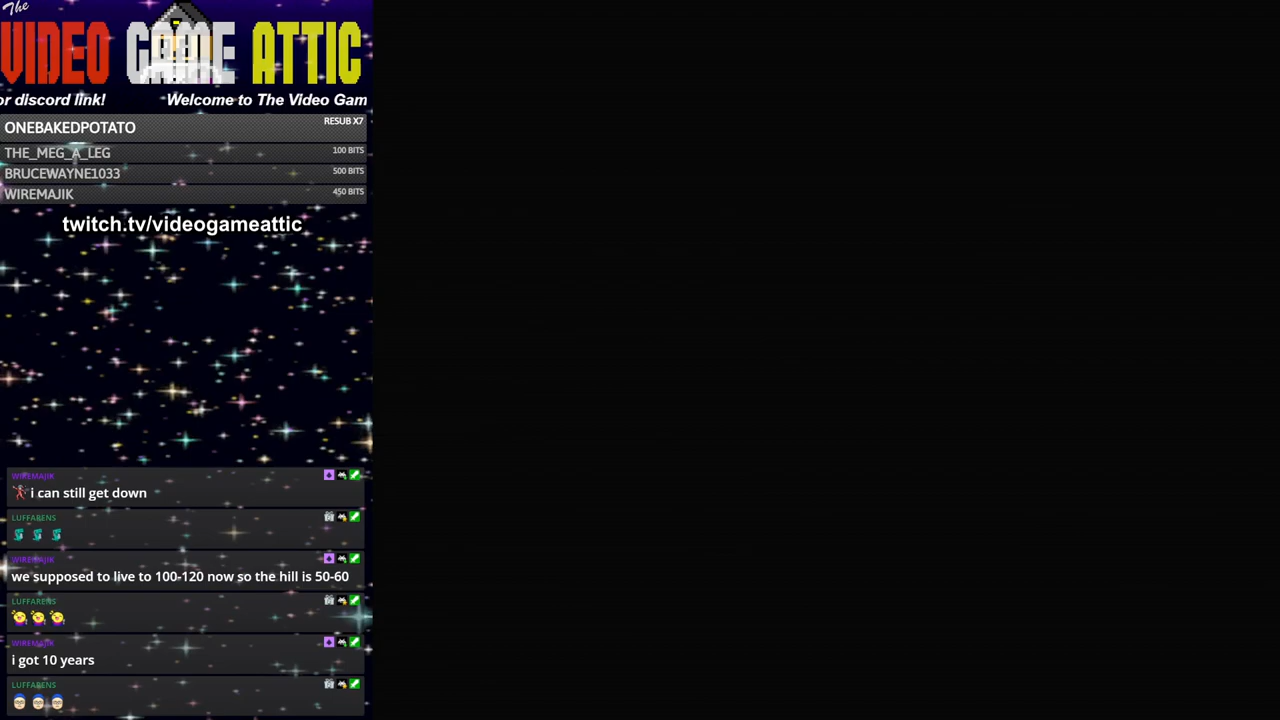 The
VIDEO GAME ATTIC
or discord link! Welcome to The Video Gam
ONEBAKEDPOTATO RESUB X7
THE_MEG_A_LEG 100 BITS
BRUCEWAYNE1033 500 BITS
WIREMAJIK 450 BITS
twitch.tv/videogameattic
WIREMAJIK
i can still get down
LUFFARENS
WIREMAJIK
we supposed to live to 100-120 now so the hill is 50-60
LUFFARENS
WIREMAJIK
i got 10 years
LUFFARENS